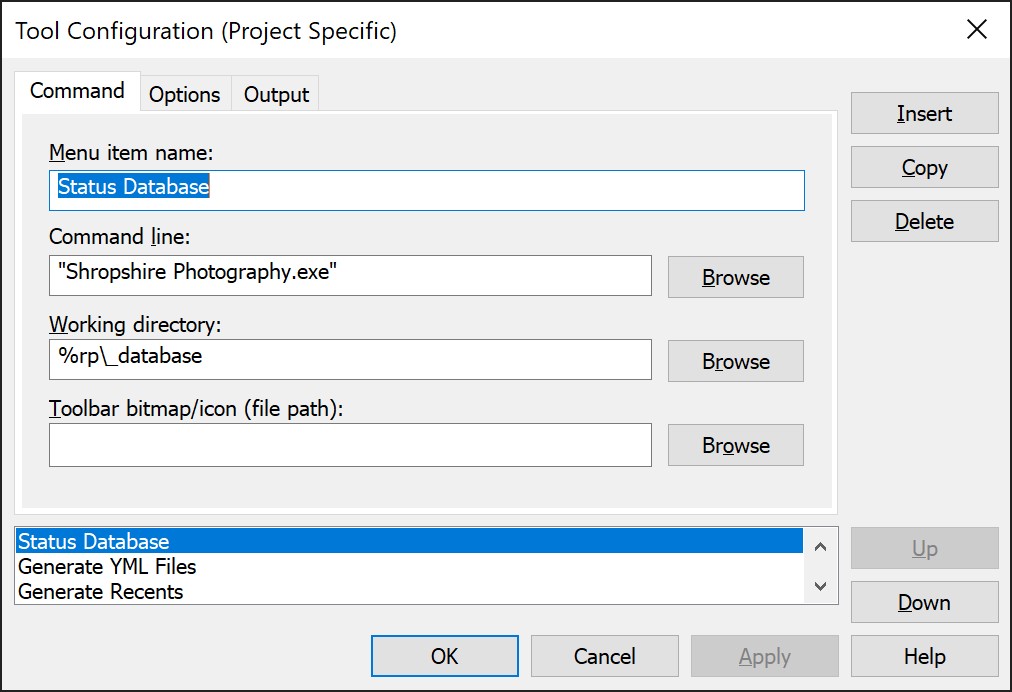 Tool Configuration (Project Specific)
Command Options Output
Insert
Menu item name:
Copy
Status Database
Delete
Command line:
"Shropshire Photography.exe" Browse
Working directory:
%rp\_database Browse
Toolbar bitmap/icon (file path):
Browse
Status Database
Generate YML Files
Generate Recents
Up
Down
OK Cancel Apply Help